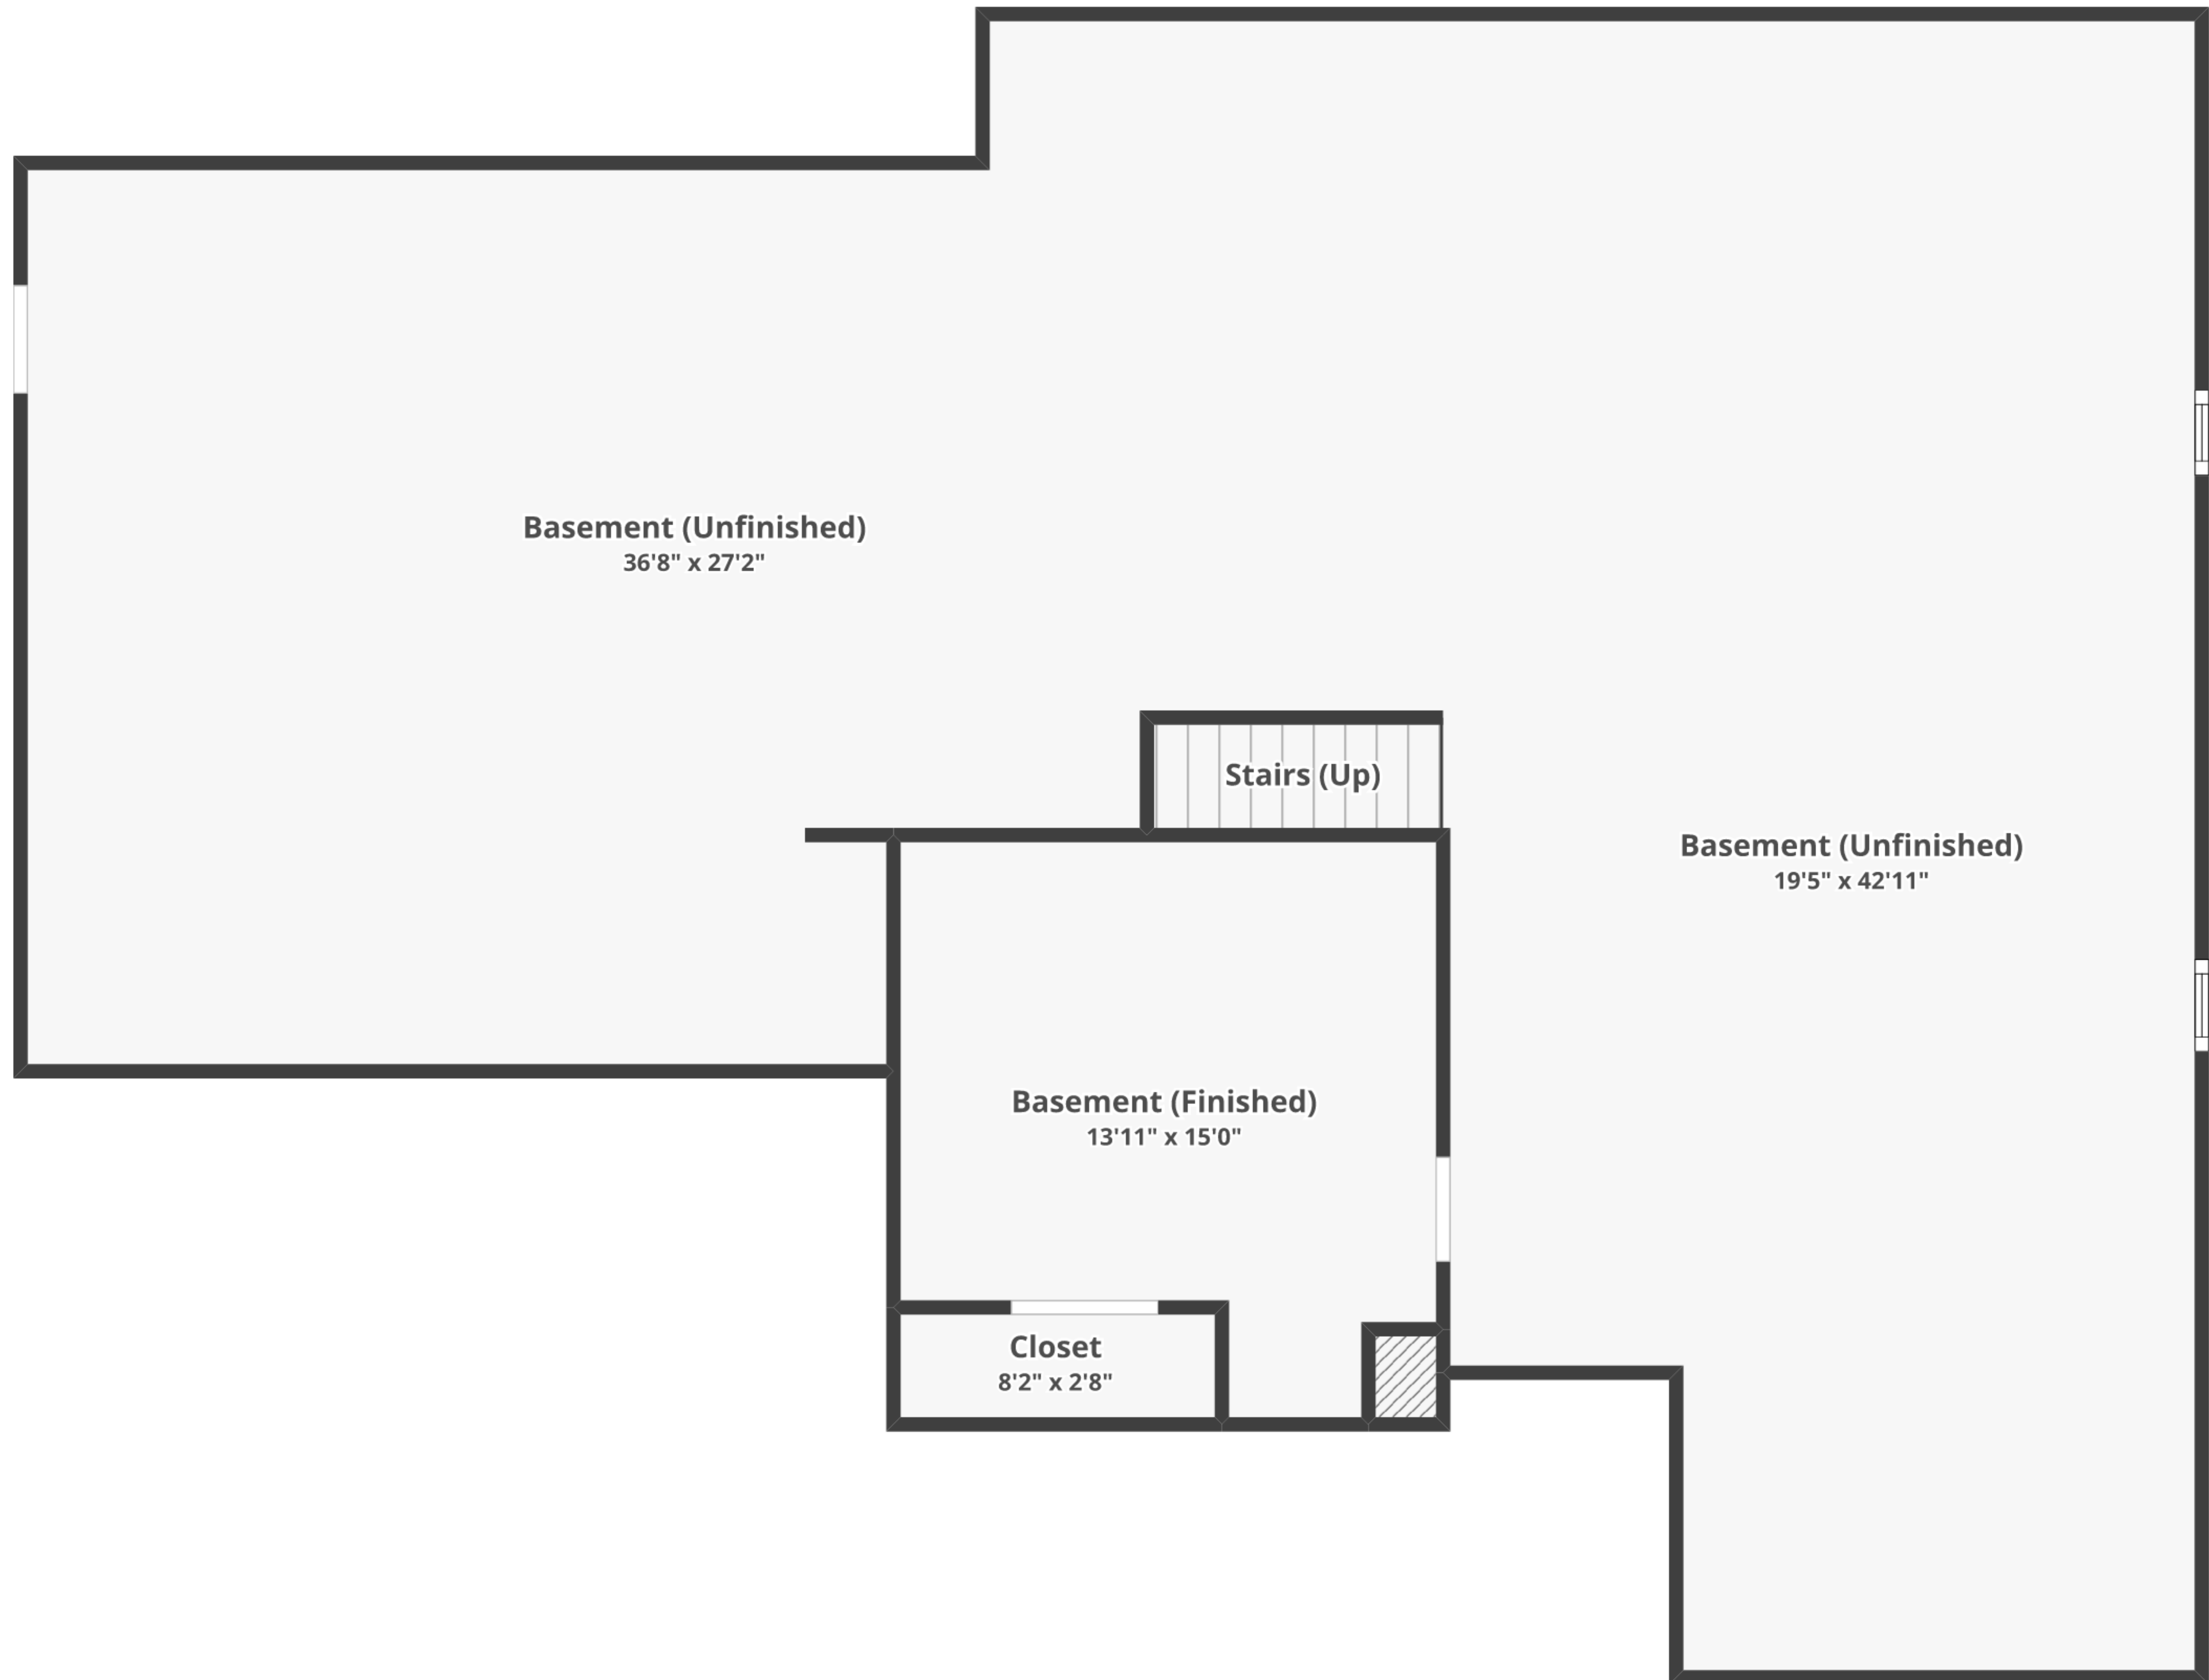 Basement (Unfinished)
36'8" x 27'2"
Stairs (Up)
Basement (Unfinished)
19'5" x 42'11"
Basement (Finished)
13'11" x 15'0"
Closet
8'2" x 2'8"